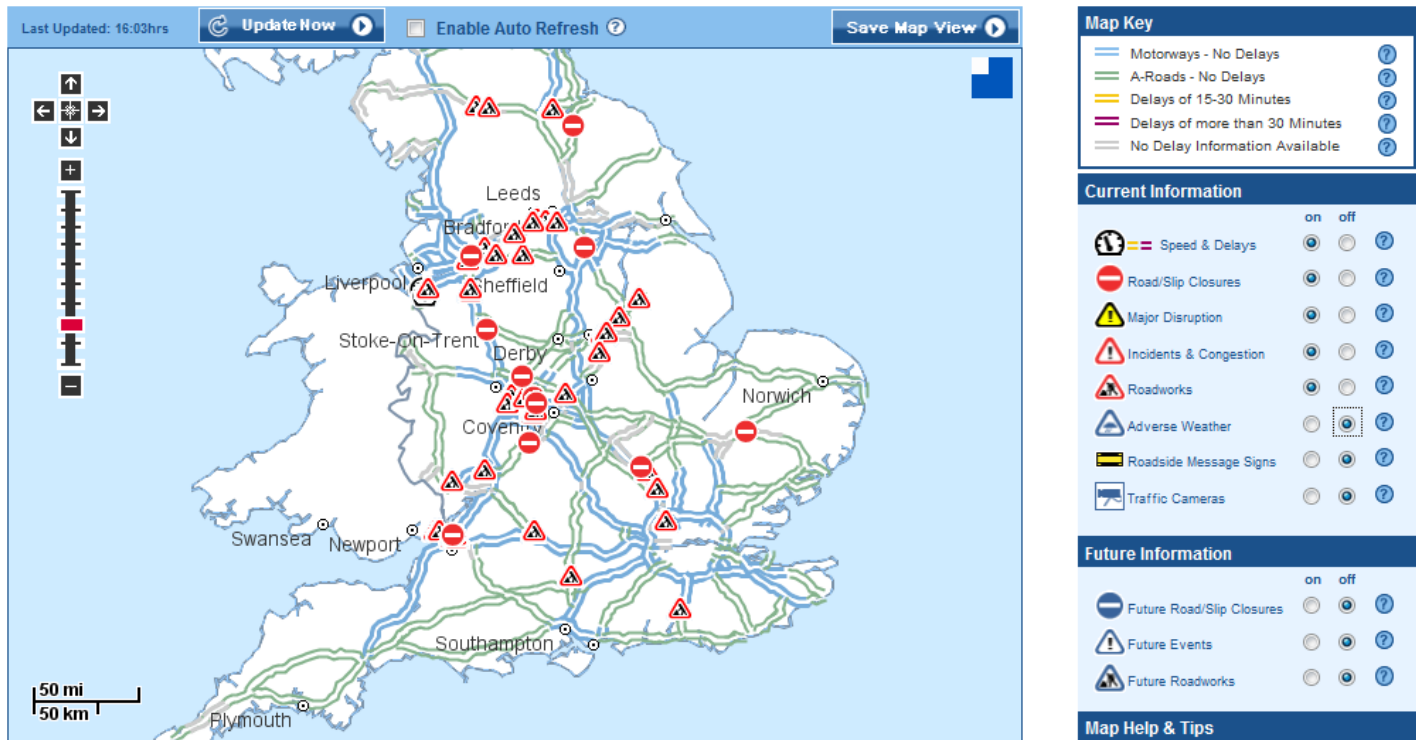 Last Updated: 16:03hrs
Update Now
Enable Auto Refresh ?
Save Map View
Leeds
Bradford
Liverpool
Sheffield
Stoke-On-Trent
Derby
Norwich
Coventry
Swansea
Newport
Southampton
Plymouth
50 mi
50 km
Map Key
Motorways - No Delays ?
A-Roads - No Delays ?
Delays of 15-30 Minutes ?
Delays of more than 30 Minutes ?
No Delay Information Available ?
Current Information
on off
Speed & Delays ?
Road/Slip Closures ?
Major Disruption ?
Incidents & Congestion ?
Roadworks ?
Adverse Weather ?
Roadside Message Signs ?
Traffic Cameras ?
Future Information
on off
Future Road/Slip Closures ?
Future Events ?
Future Roadworks ?
Map Help & Tips